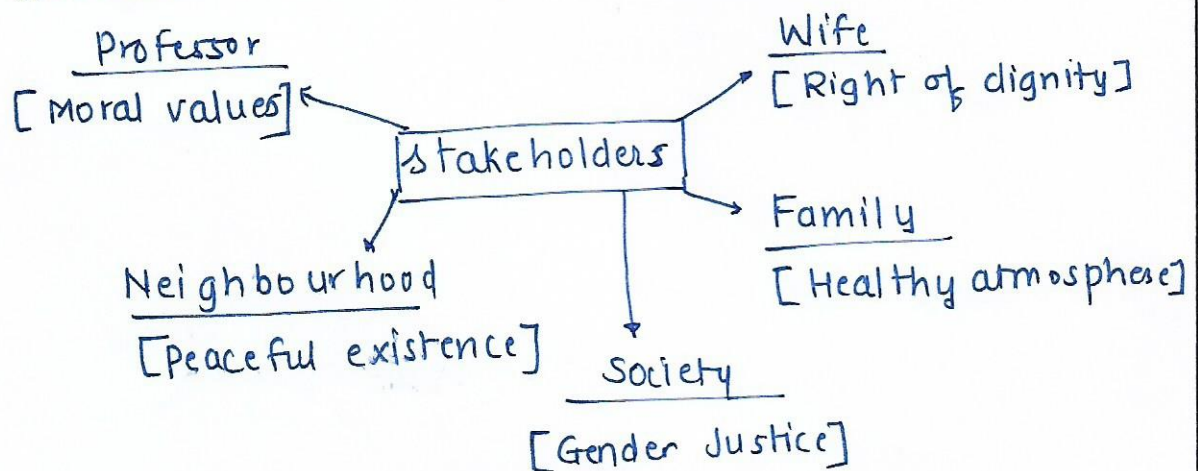 Professor
[Moral values]
Wife
[Right of dignity]
Stakeholders
Family
[Healthy atmosphere]
Neighbourhood
[Peaceful existence]
Society
[Gender Justice]